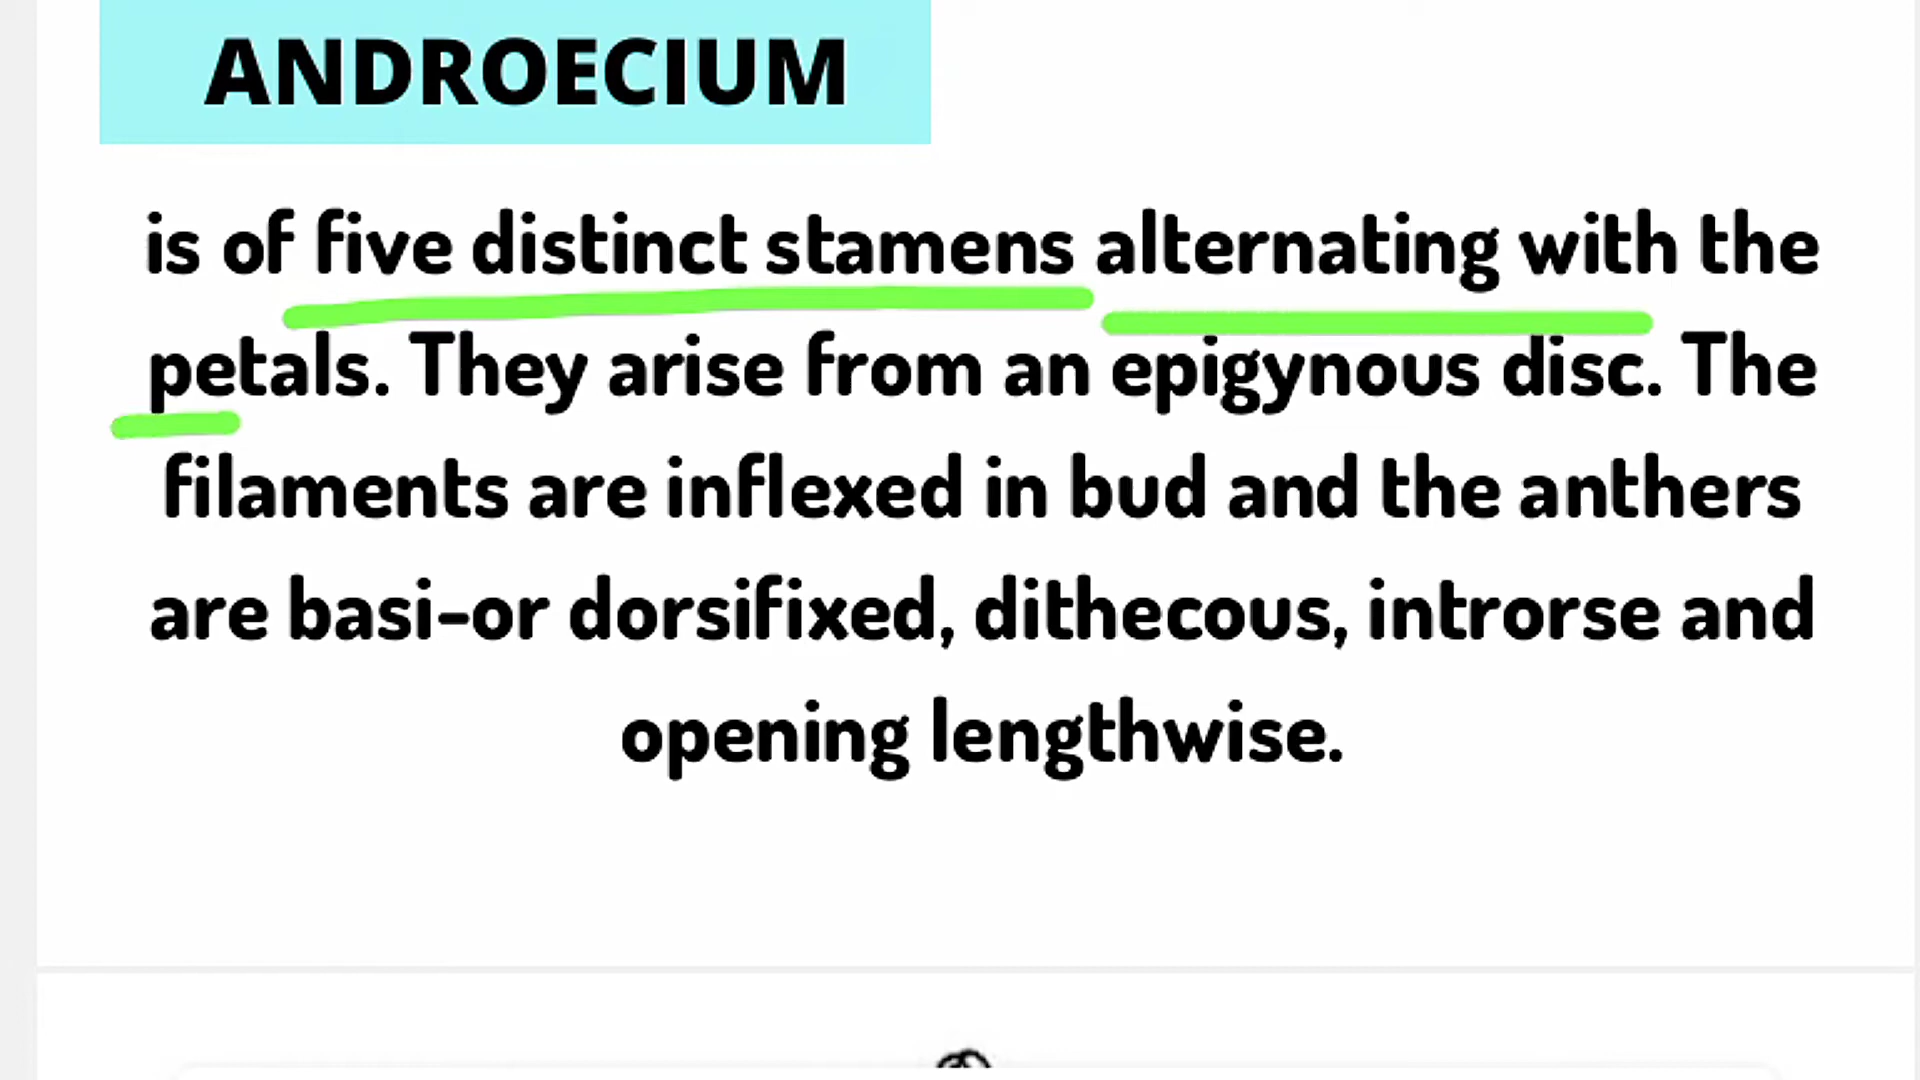 ANDROECIUM
is of five distinct stamens alternating with the
petals. They arise from an epigynous disc. The
filaments are inflexed in bud and the anthers
are basi-or dorsifixed, dithecous, introrse and
opening lengthwise.